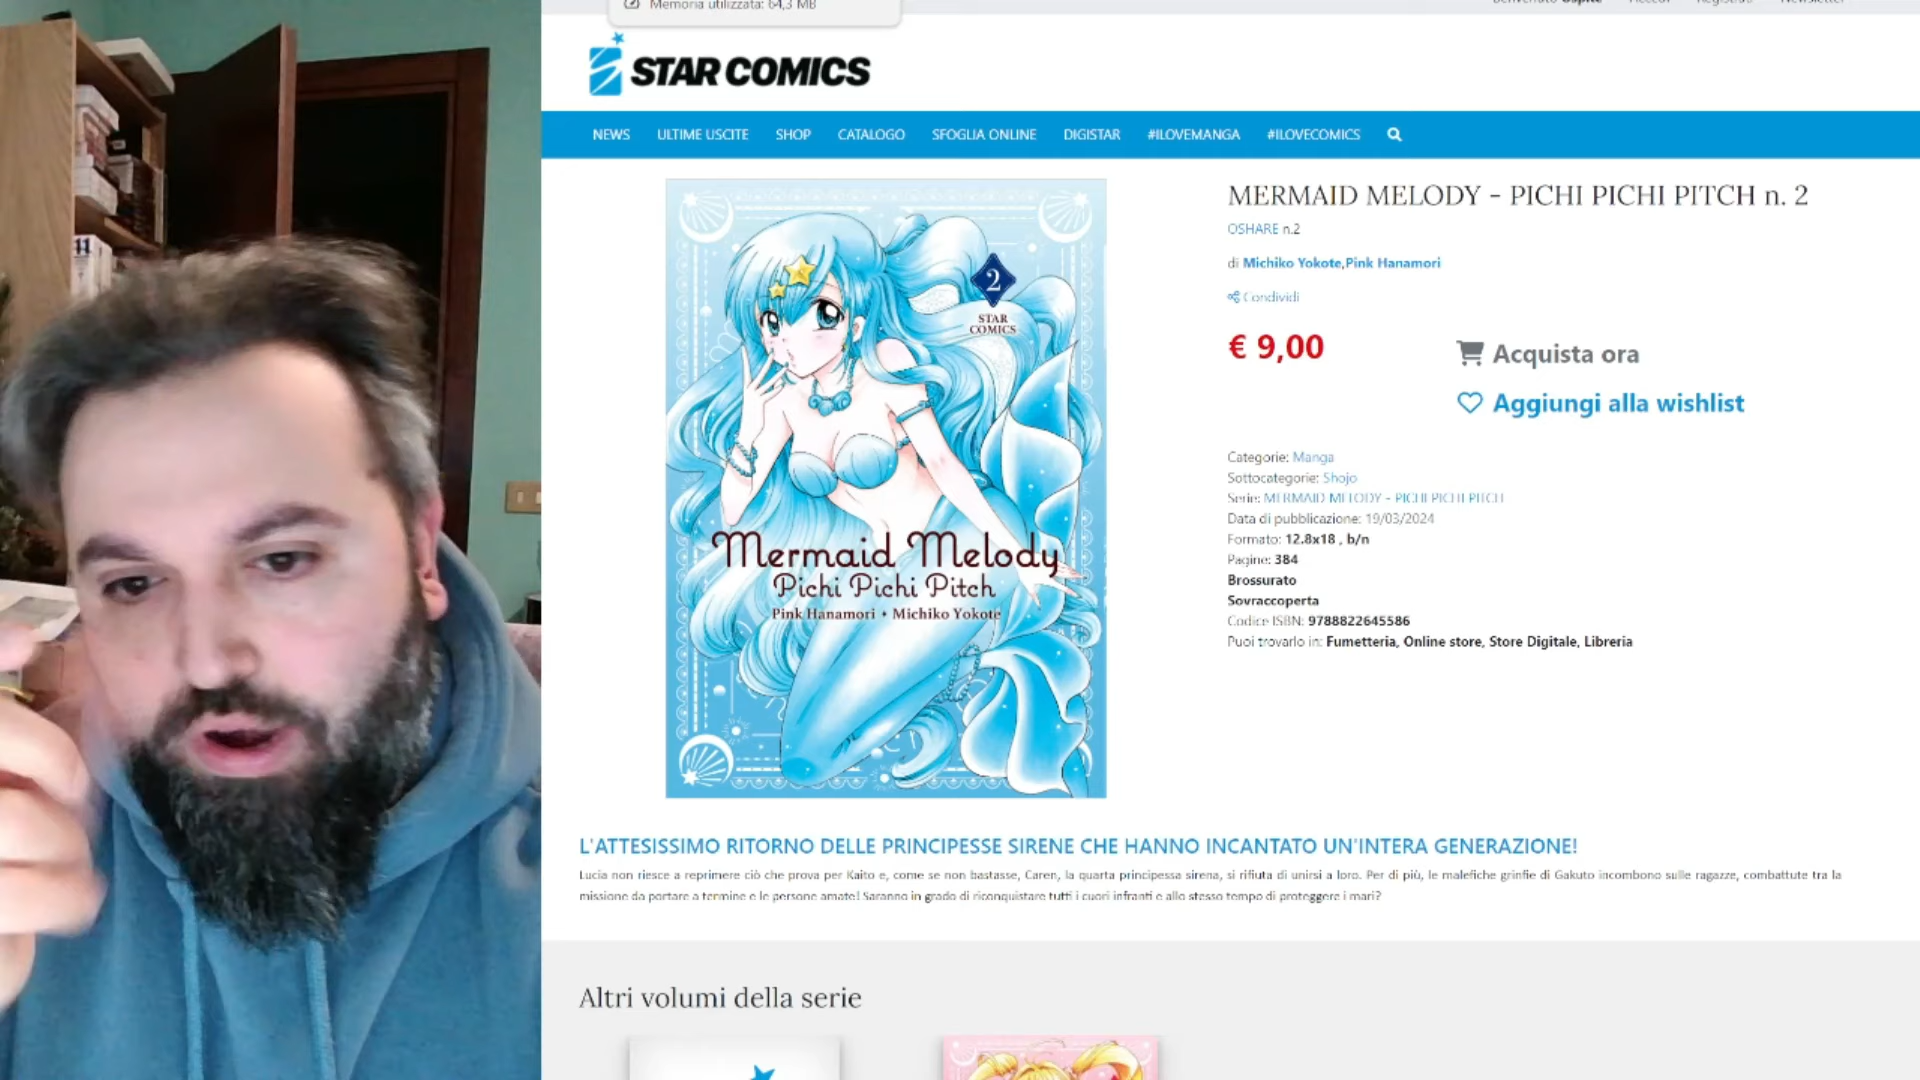 Memoria utilizzata: 64,3 MB
Benvenuto Ospite Accedi Registrati Newsletter
STAR COMICS
NEWS ULTIME USCITE SHOP CATALOGO SFOGLIA ONLINE DIGISTAR #ILOVEMANGA #ILOVECOMICS
2
STAR
COMICS
Mermaid Melody
Pichi Pichi Pitch
Pink Hanamori • Michiko Yokote
MERMAID MELODY - PICHI PICHI PITCH n. 2
OSHARE n.2
di Michiko Yokote,Pink Hanamori
Condividi
€ 9,00
Acquista ora
Aggiungi alla wishlist
Categorie: Manga
Sottocategorie: Shojo
Serie: MERMAID MELODY - PICHI PICHI PITCH
Data di pubblicazione: 19/03/2024
Formato: 12.8x18 , b/n
Pagine: 384
Brossurato
Sovraccoperta
Codice ISBN: 9788822645586
Puoi trovarlo in: Fumetteria, Online store, Store Digitale, Libreria
L'ATTESISSIMO RITORNO DELLE PRINCIPESSE SIRENE CHE HANNO INCANTATO UN'INTERA GENERAZIONE!
Lucia non riesce a reprimere ciò che prova per Kaito e, come se non bastasse, Caren, la quarta principessa sirena, si rifiuta di unirsi a loro. Per di più, le malefiche grinfie di Gakuto incombono sulle ragazze, combattute tra la
missione da portare a termine e le persone amate! Saranno in grado di riconquistare tutti i cuori infranti e allo stesso tempo di proteggere i mari?
Altri volumi della serie